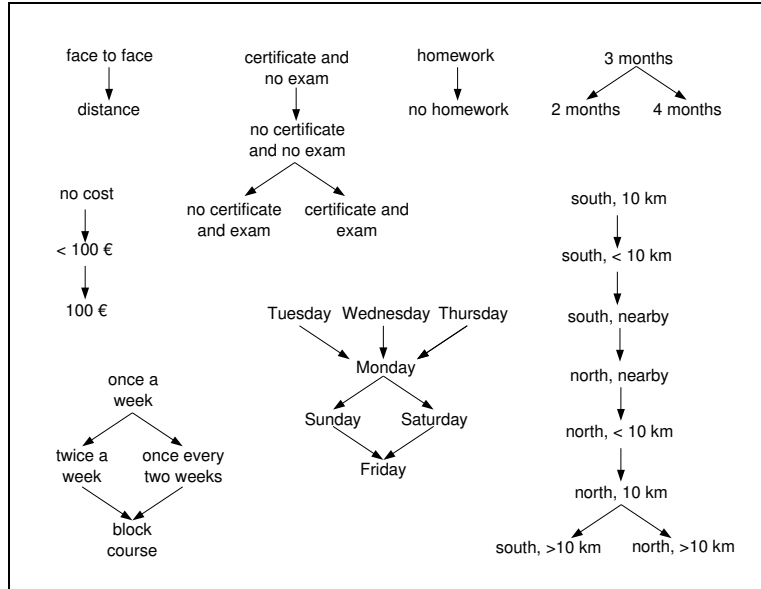 face to face
distance
certificate and
no exam
no certificate
and no exam
no certificate
and exam
certificate and
exam
homework
no homework
3 months
2 months
4 months
no cost
< 100 €
100 €
once a
week
twice a
week
once every
two weeks
block
course
Tuesday
Wednesday
Thursday
Monday
Sunday
Saturday
Friday
south, 10 km
south, < 10 km
south, nearby
north, nearby
north, < 10 km
north, 10 km
south, >10 km
north, >10 km